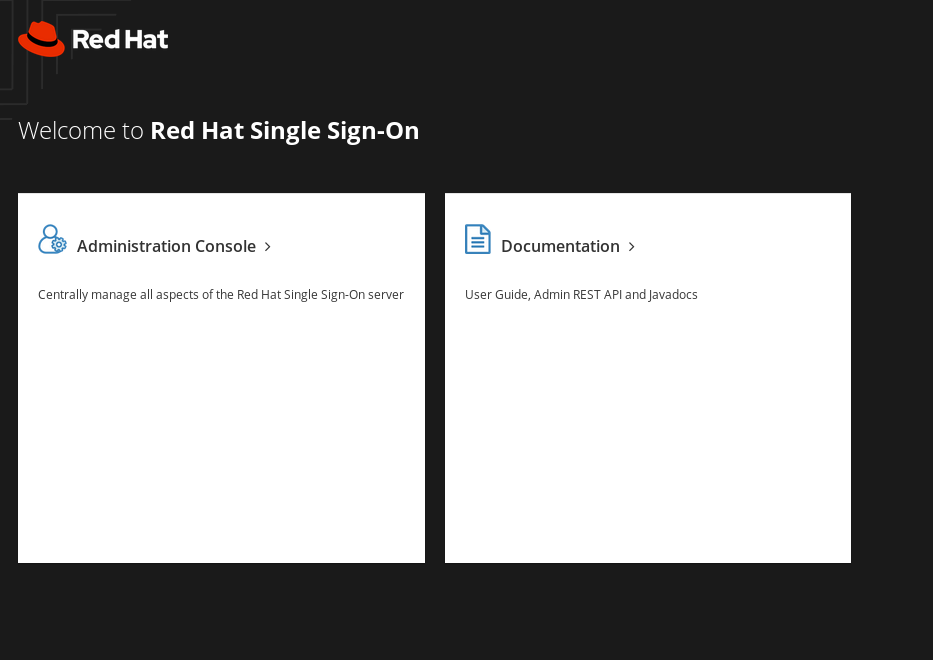 Red Hat
Welcome to Red Hat Single Sign-On
Administration Console
Centrally manage all aspects of the Red Hat Single Sign-On server
Documentation
User Guide, Admin REST API and Javadocs